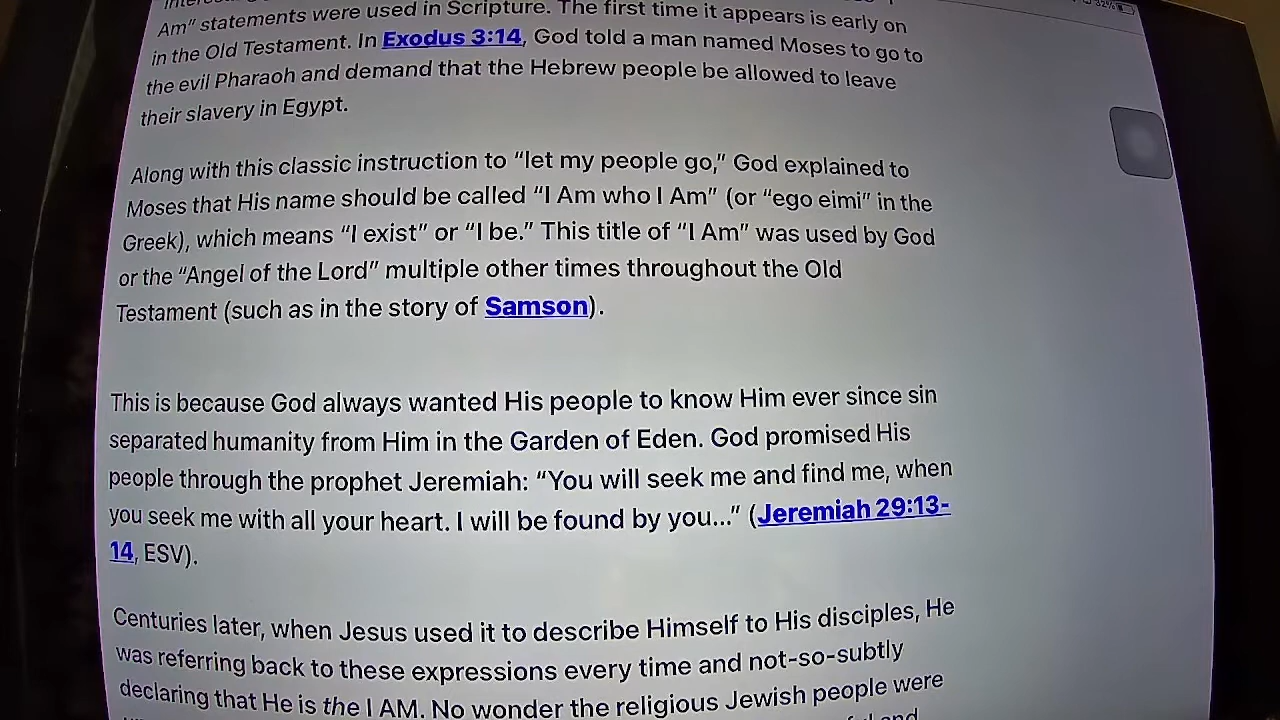 Am" statements were used in Scripture. The first time it appears is early on
in the Old Testament. In Exodus 3:14, God told a man named Moses to go to
the evil Pharaoh and demand that the Hebrew people be allowed to leave
their slavery in Egypt.
Along with this classic instruction to “let my people go,” God explained to
Moses that His name should be called “I Am who I Am” (or “ego eimi” in the
Greek), which means “I exist” or “I be.” This title of “I Am” was used by God
or the “Angel of the Lord” multiple other times throughout the Old
Testament (such as in the story of Samson).
This is because God always wanted His people to know Him ever since sin
separated humanity from Him in the Garden of Eden. God promised His
people through the prophet Jeremiah: “You will seek me and find me, when
you seek me with all your heart. I will be found by you...” (Jeremiah 29:13-
14, ESV).
Centuries later, when Jesus used it to describe Himself to His disciples, He
was referring back to these expressions every time and not-so-subtly
declaring that He is the I AM. No wonder the religious Jewish people were
and